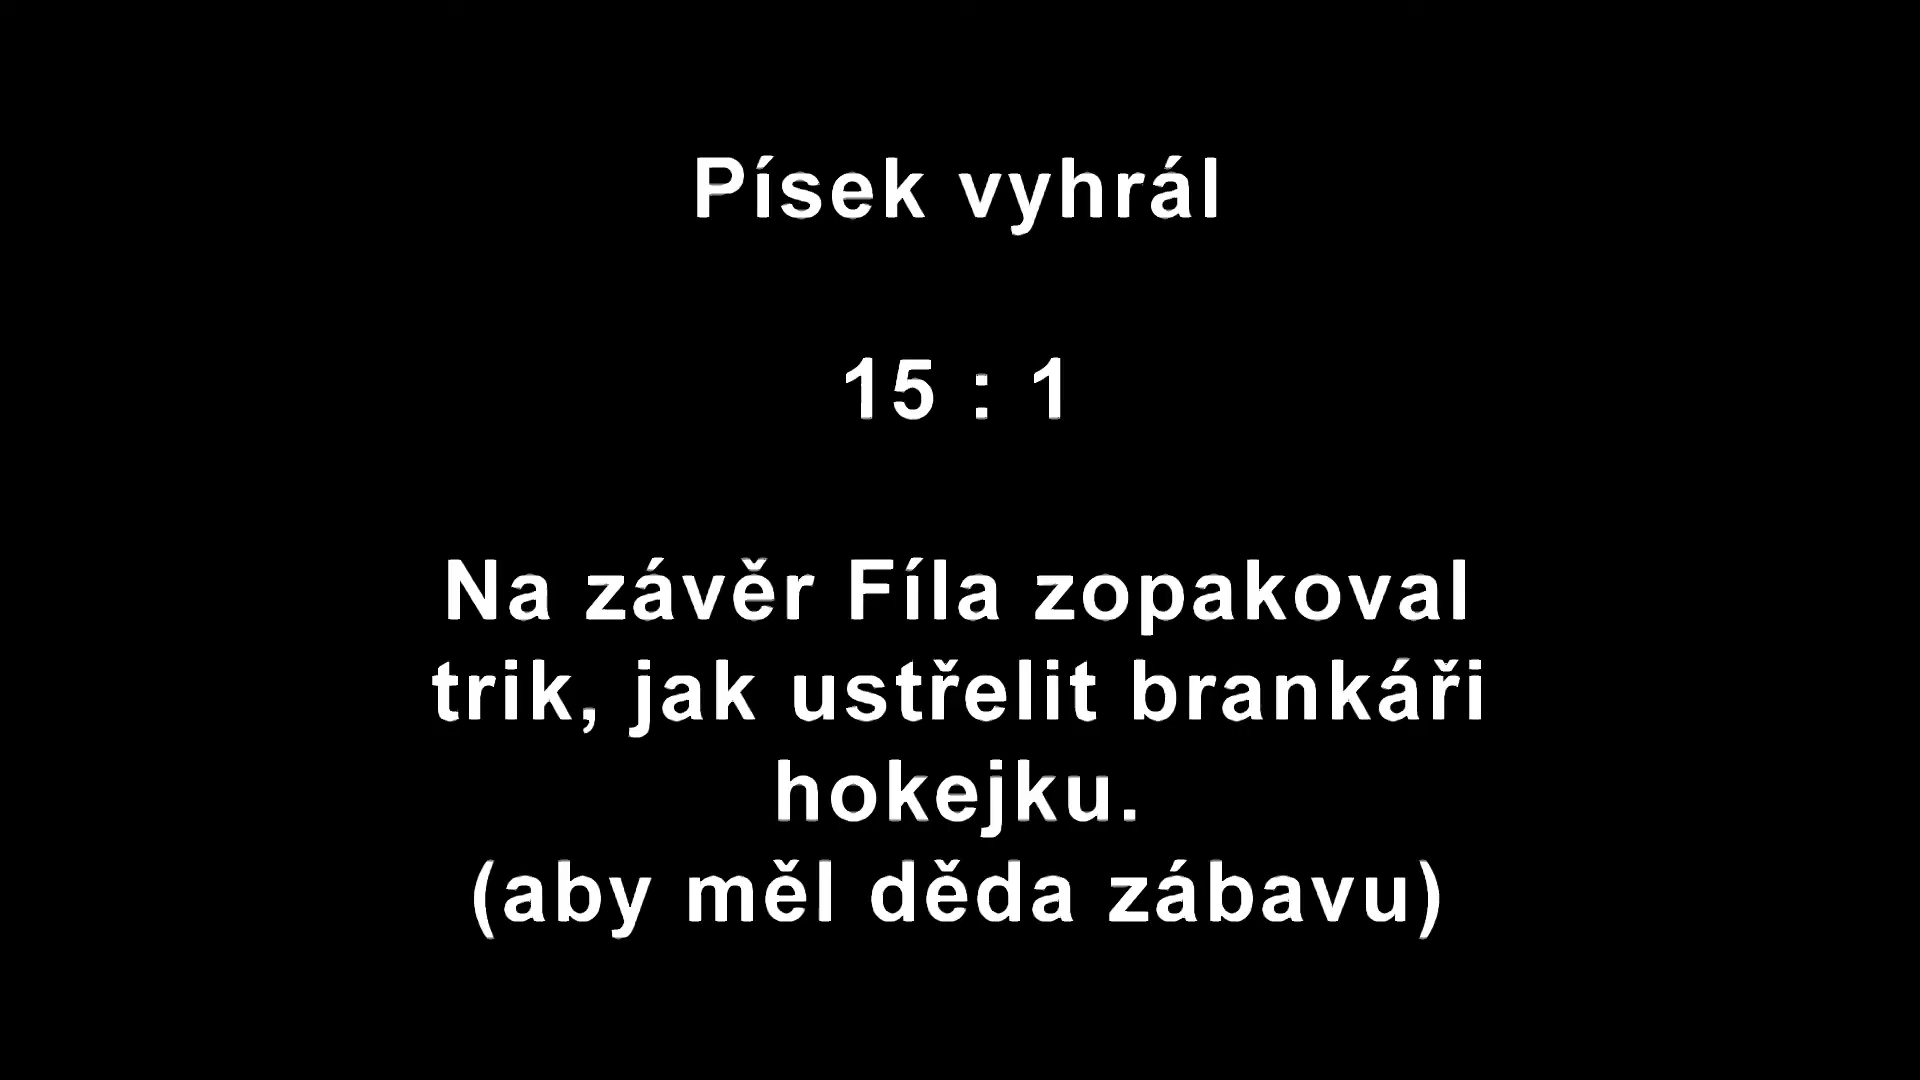 Písek vyhrál
15 : 1
Na závěr Fíla zopakoval
trik, jak ustřelit brankáři
hokejku.
(aby měl děda zábavu)